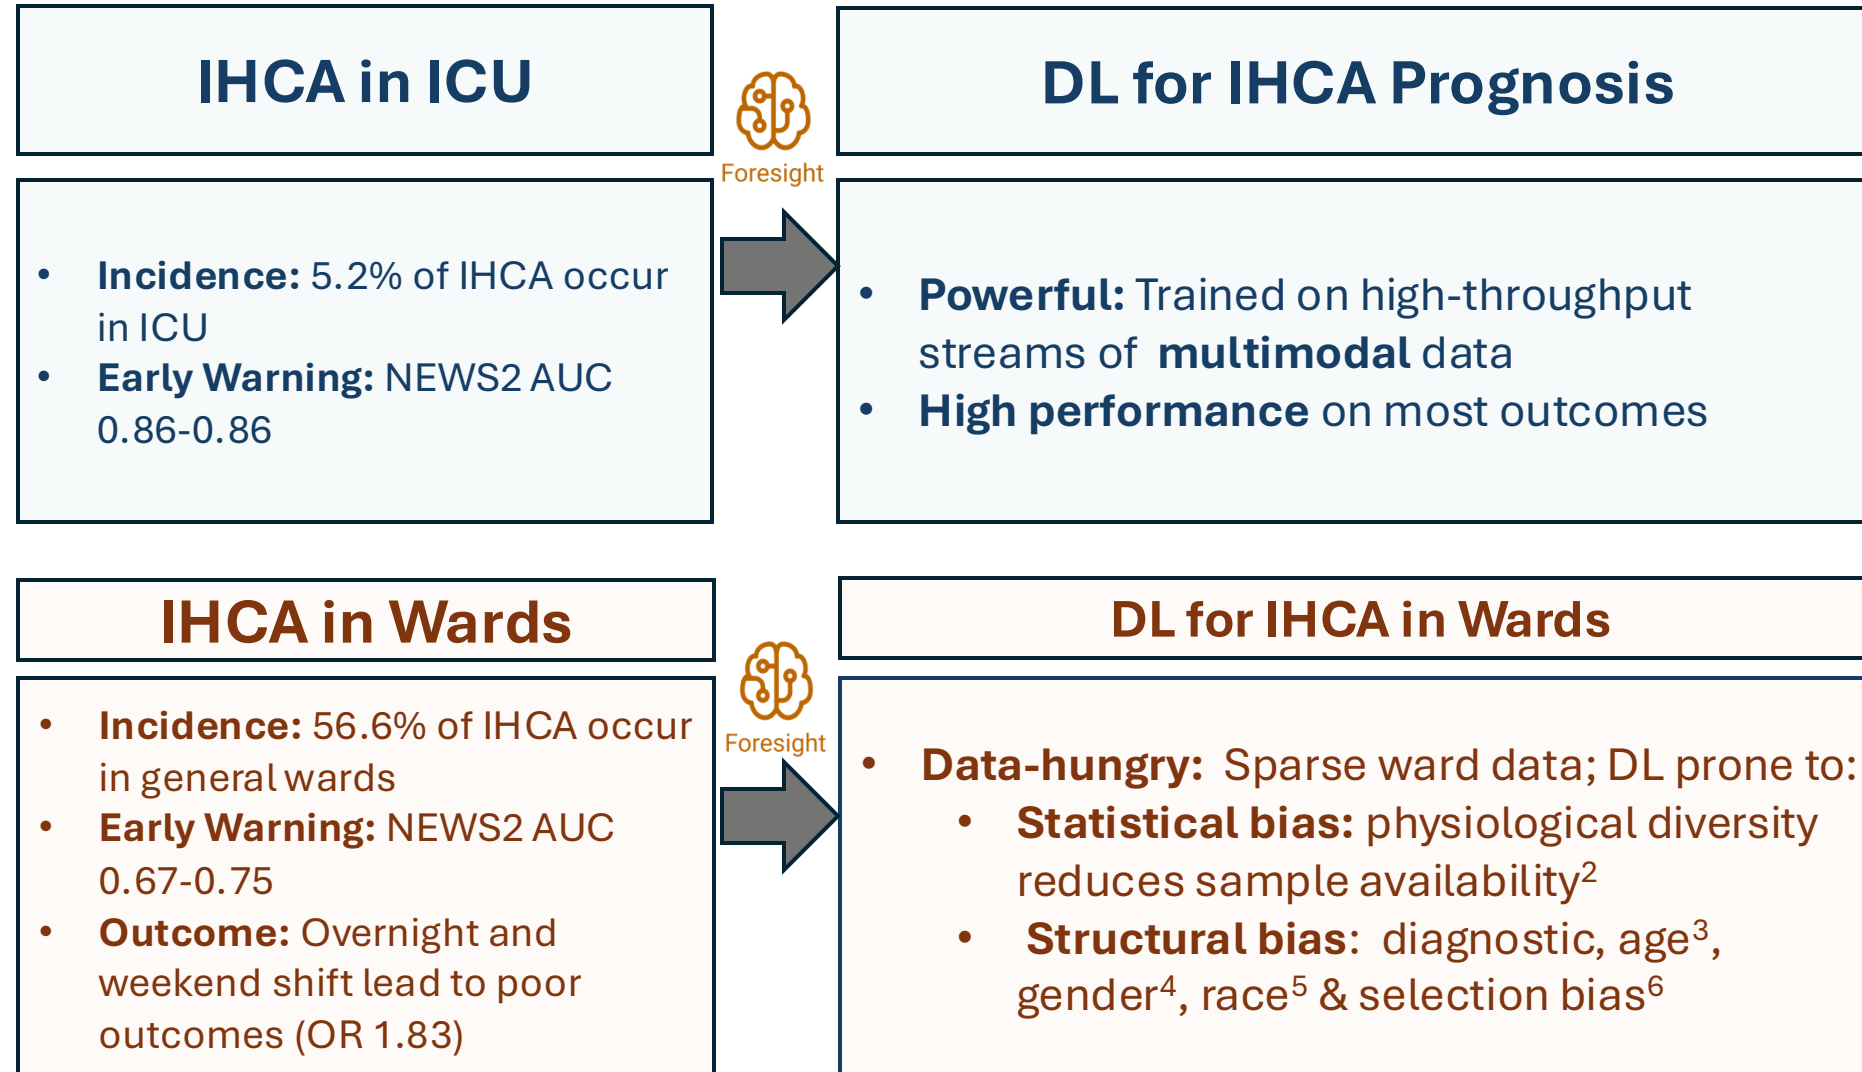 IHCA in ICU
Foresight
DL for IHCA Prognosis
• Incidence: 5.2% of IHCA occur
in ICU
• Early Warning: NEWS2 AUC
0.86-0.86
• Powerful: Trained on high-throughput
streams of multimodal data
• High performance on most outcomes
IHCA in Wards
Foresight
DL for IHCA in Wards
• Incidence: 56.6% of IHCA occur
in general wards
• Early Warning: NEWS2 AUC
0.67-0.75
• Outcome: Overnight and
weekend shift lead to poor
outcomes (OR 1.83)
• Data-hungry: Sparse ward data; DL prone to:
• Statistical bias: physiological diversity
reduces sample availability²
• Structural bias: diagnostic, age³,
gender⁴, race⁵ & selection bias⁶